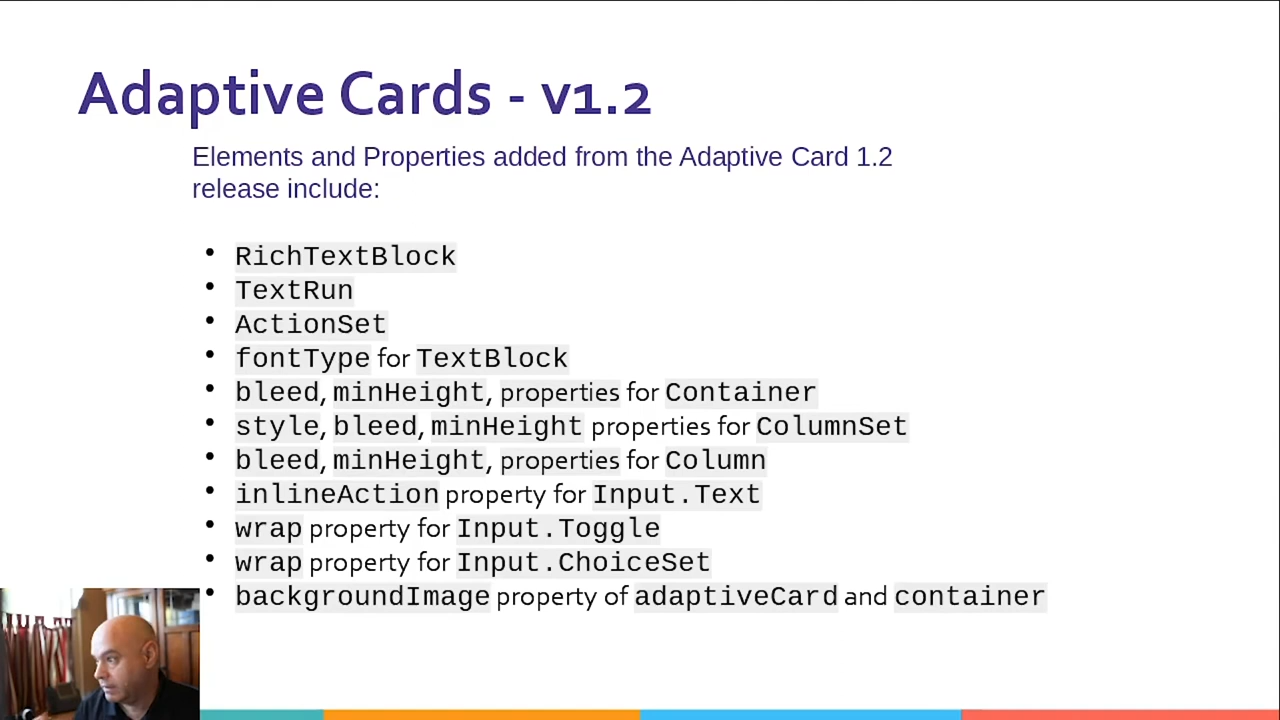 Adaptive Cards - v1.2
Elements and Properties added from the Adaptive Card 1.2
release include:
• RichTextBlock
• TextRun
• ActionSet
• fontType for TextBlock
• bleed, minHeight, properties for Container
• style, bleed, minHeight properties for ColumnSet
• bleed, minHeight, properties for Column
• inlineAction property for Input.Text
• wrap property for Input.Toggle
• wrap property for Input.ChoiceSet
• backgroundImage property of adaptiveCard and container